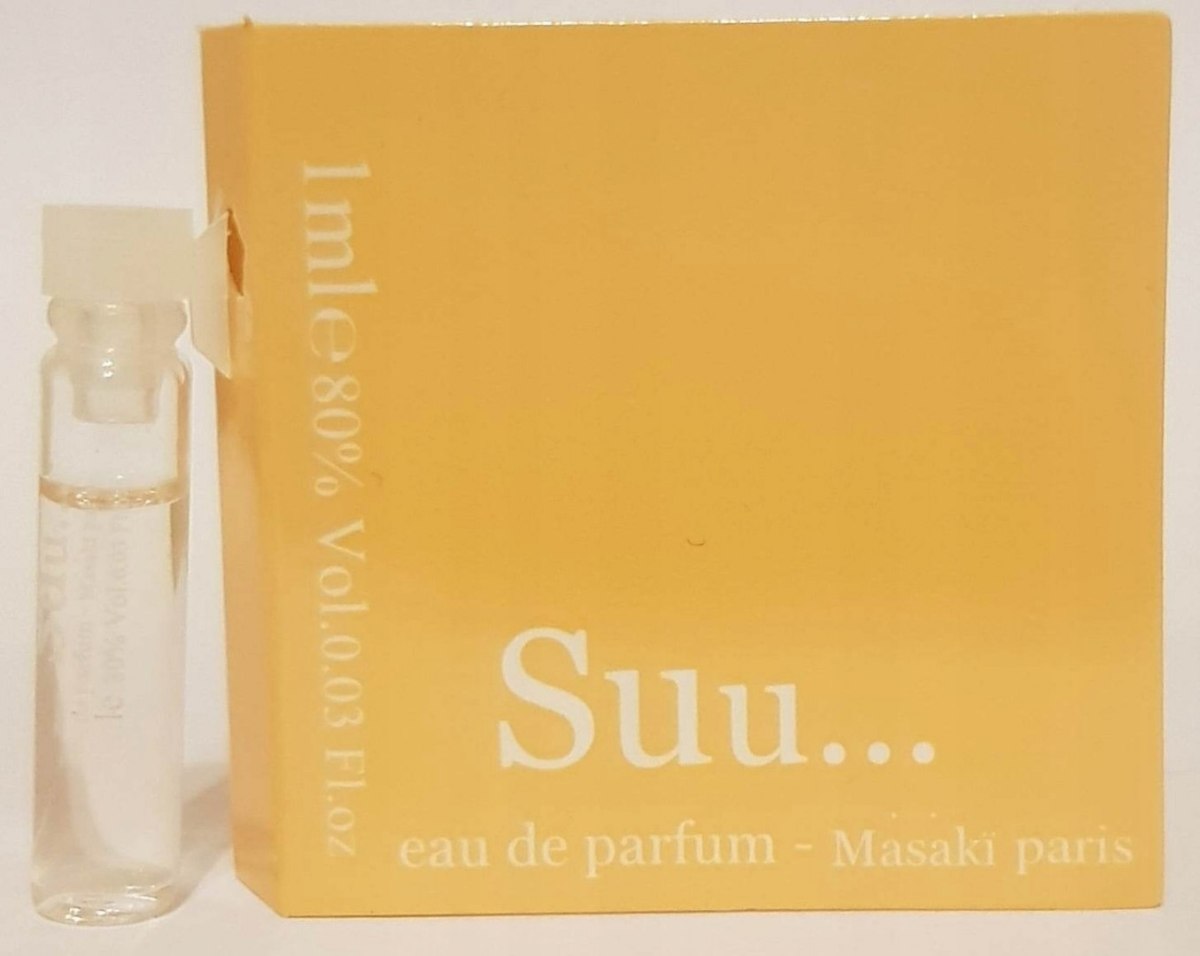 1ml℮80% Vol.0.03 Fl.oz
Suu...
eau de parfum - Masakï paris